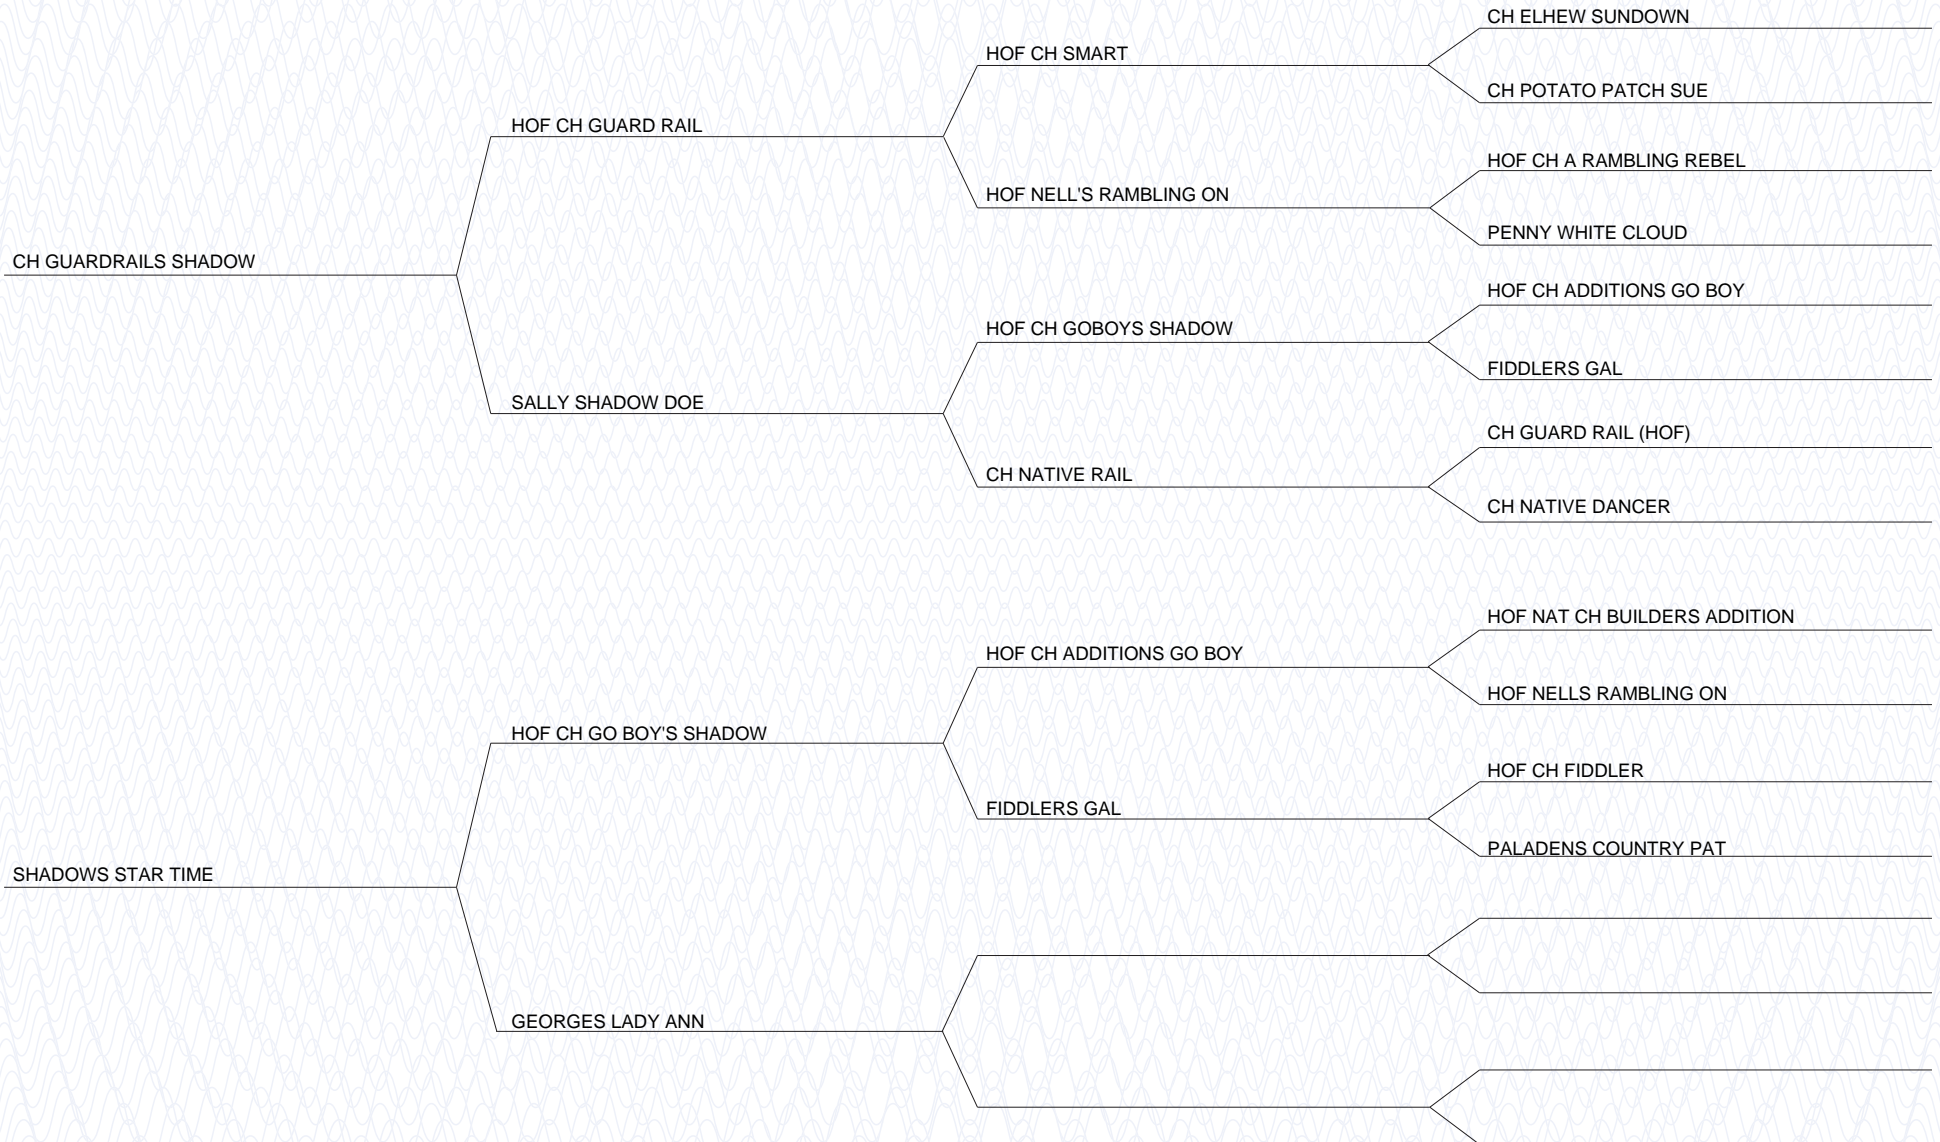 CH ELHEW SUNDOWN
HOF CH SMART
CH POTATO PATCH SUE
HOF CH GUARD RAIL
HOF CH A RAMBLING REBEL
HOF NELL'S RAMBLING ON
PENNY WHITE CLOUD
CH GUARDRAILS SHADOW
HOF CH ADDITIONS GO BOY
HOF CH GOBOYS SHADOW
FIDDLERS GAL
SALLY SHADOW DOE
CH GUARD RAIL (HOF)
CH NATIVE RAIL
CH NATIVE DANCER
HOF NAT CH BUILDERS ADDITION
HOF CH ADDITIONS GO BOY
HOF NELLS RAMBLING ON
HOF CH GO BOY'S SHADOW
HOF CH FIDDLER
FIDDLERS GAL
PALADENS COUNTRY PAT
SHADOWS STAR TIME
GEORGES LADY ANN